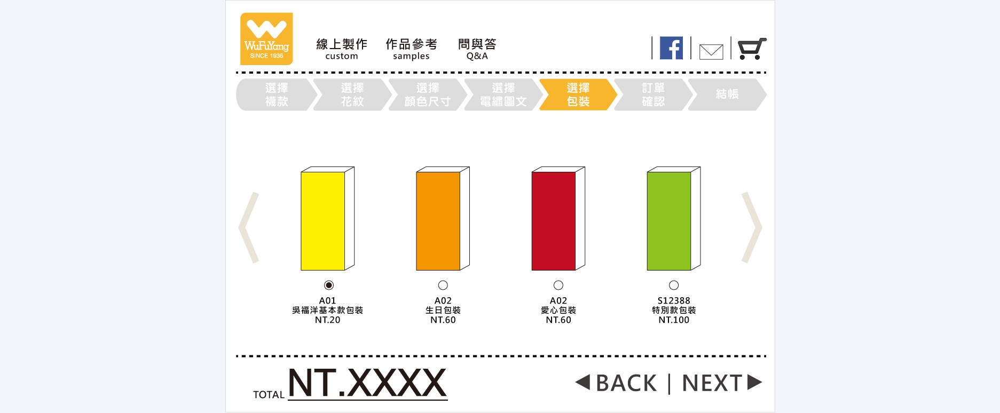 WuFuYang
SINCE 1936
線上製作
custom
作品參考
samples
問與答
Q&A
選擇
襪款
選擇
花紋
選擇
顏色尺寸
選擇
電繡圖文
選擇
包裝
訂單
確認
結帳
A01
吳福洋基本款包裝
NT.20
A02
生日包裝
NT.60
A02
愛心包裝
NT.60
S12388
特別款包裝
NT.100
TOTAL NT.XXXX
BACK | NEXT